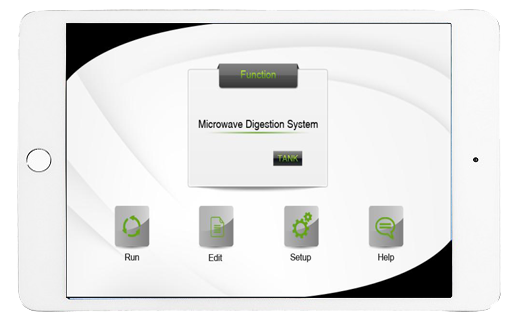 Function
Microwave Digestion System
TANK
Run
Edit
Setup
Help